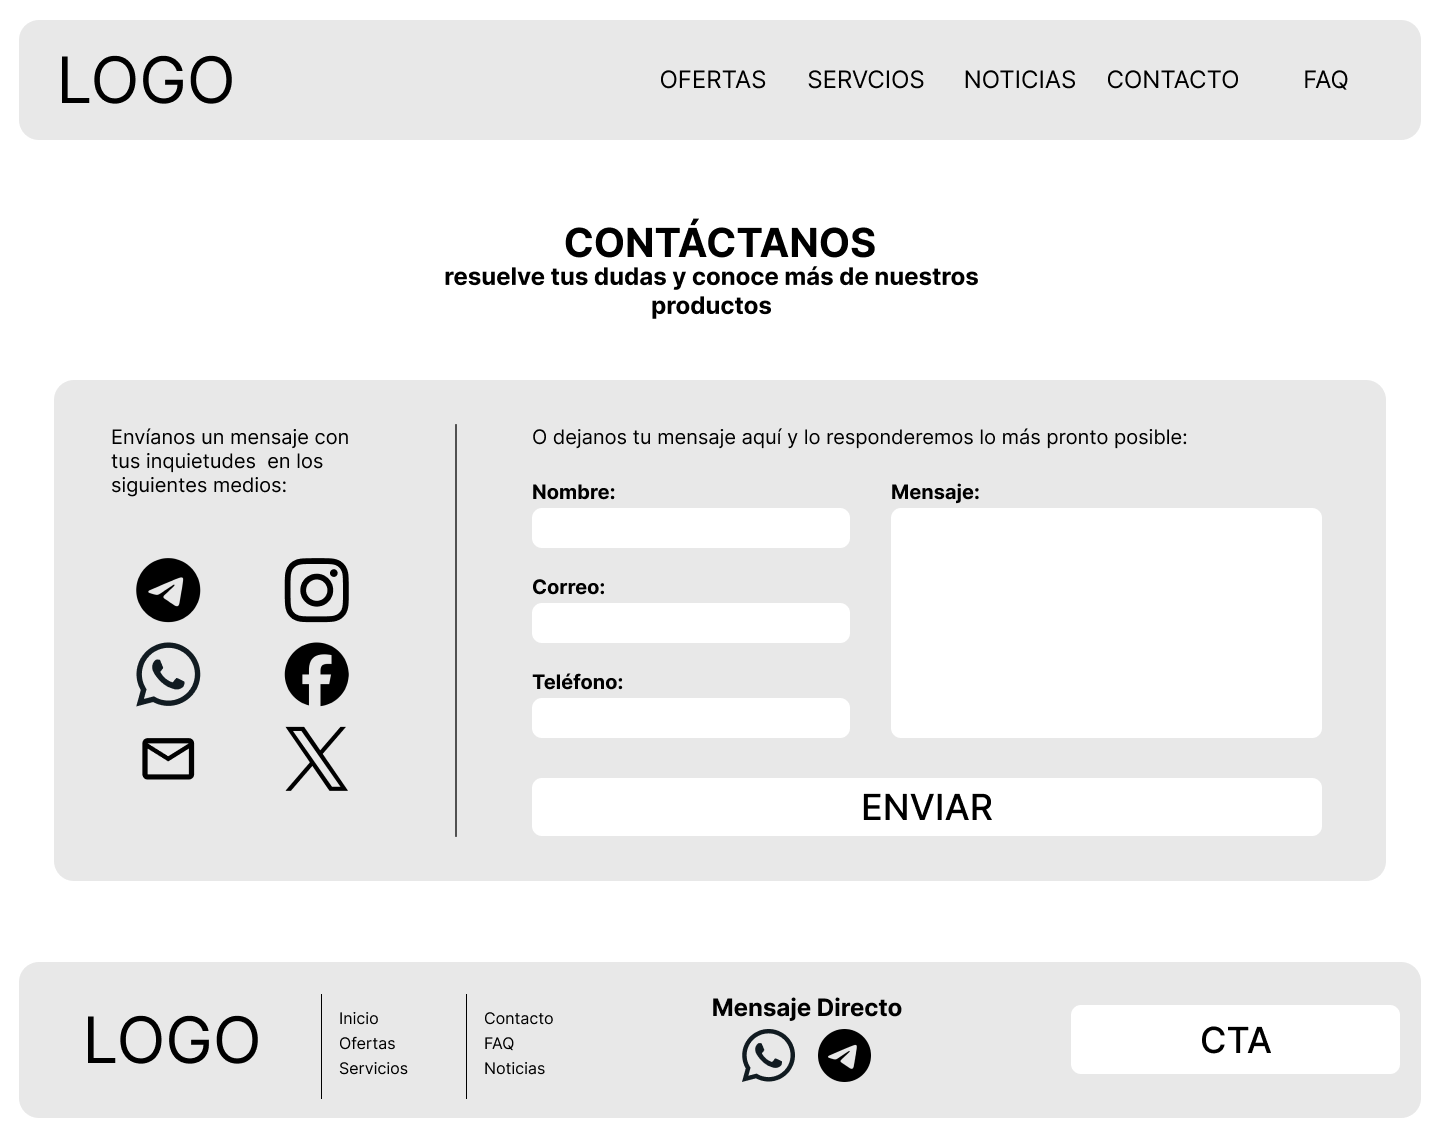 LOGO
OFERTAS SERVCIOS NOTICIAS CONTACTO FAQ
CONTÁCTANOS
resuelve tus dudas y conoce más de nuestros
productos
Envíanos un mensaje con
tus inquietudes  en los
siguientes medios:
O dejanos tu mensaje aquí y lo responderemos lo más pronto posible:
Nombre:
Correo:
Teléfono:
Mensaje:
ENVIAR
LOGO
Inicio
Ofertas
Servicios
Contacto
FAQ
Noticias
Mensaje Directo
CTA